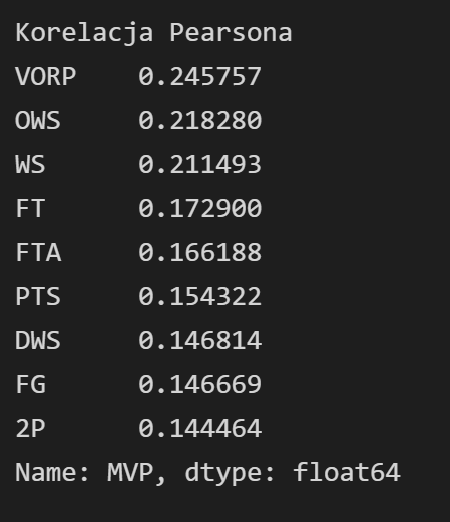 Korelacja Pearsona
VORP    0.245757
OWS     0.218280
WS      0.211493
FT      0.172900
FTA     0.166188
PTS     0.154322
DWS     0.146814
FG      0.146669
2P      0.144464
Name: MVP, dtype: float64